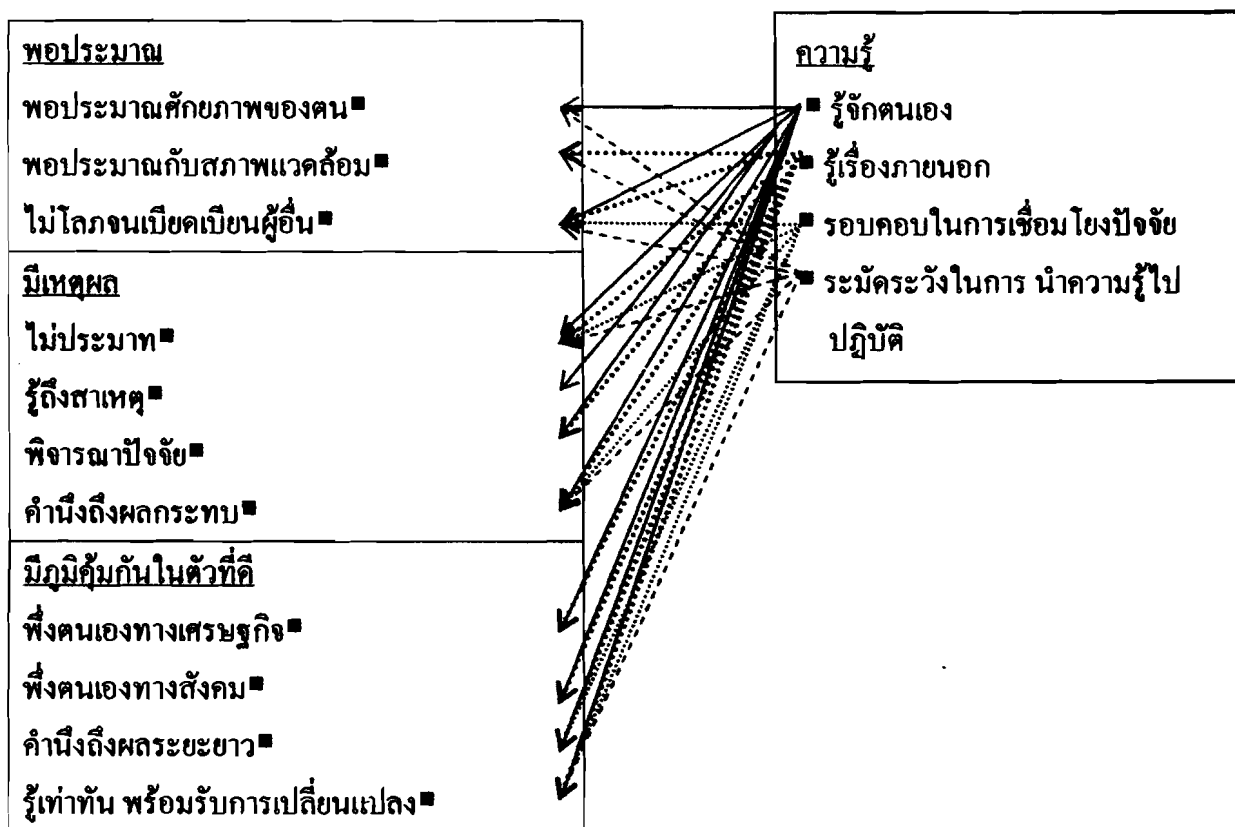 พอประมาณ
พอประมาณศักยภาพของตน■
พอประมาณกับสภาพแวดล้อม■
ไม่โลภจนเบียดเบียนผู้อื่น■
มีเหตุผล
ไม่ประมาท■
รู้ถึงสาเหตุ■
พิจารณาปัจจัย■
คำนึงถึงผลกระทบ■
มีภูมิคุ้มกันในตัวที่ดี
พึ่งตนเองทางเศรษฐกิจ■
พึ่งตนเองทางสังคม■
คำนึงถึงผลระยะยาว■
รู้เท่าทัน พร้อมรับการเปลี่ยนแปลง■
ความรู้
■ รู้จักตนเอง
■ รู้เรื่องภายนอก
■ รอบคอบในการเชื่อมโยงปัจจัย
■ ระมัดระวังในการ นำความรู้ไป
ปฏิบัติ